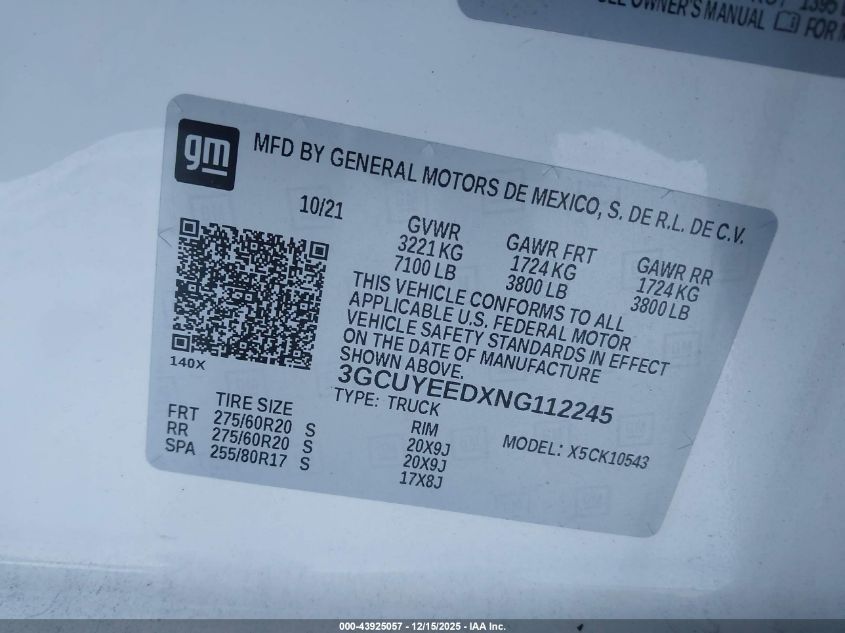 1395
OWNER'S MANUAL FOR
gm
MFD BY GENERAL MOTORS DE MEXICO, S. DE R.L. DE C.V.
10/21
GVWR GAWR FRT GAWR RR
3221 KG 1724 KG 1724 KG
7100 LB 3800 LB 3800 LB
THIS VEHICLE CONFORMS TO ALL
APPLICABLE U.S. FEDERAL MOTOR
VEHICLE SAFETY STANDARDS IN EFFECT
ON THE DATE OF MANUFACTURE
SHOWN ABOVE.
140X
3GCUYEEDXNG112245
TYPE: TRUCK MODEL: X5CK10543
TIRE SIZE RIM
FRT 275/60R20 S 20X9J
RR 275/60R20 S 20X9J
SPA 255/80R17 S 17X8J
000-43925057 - 12/15/2025 - IAA Inc.